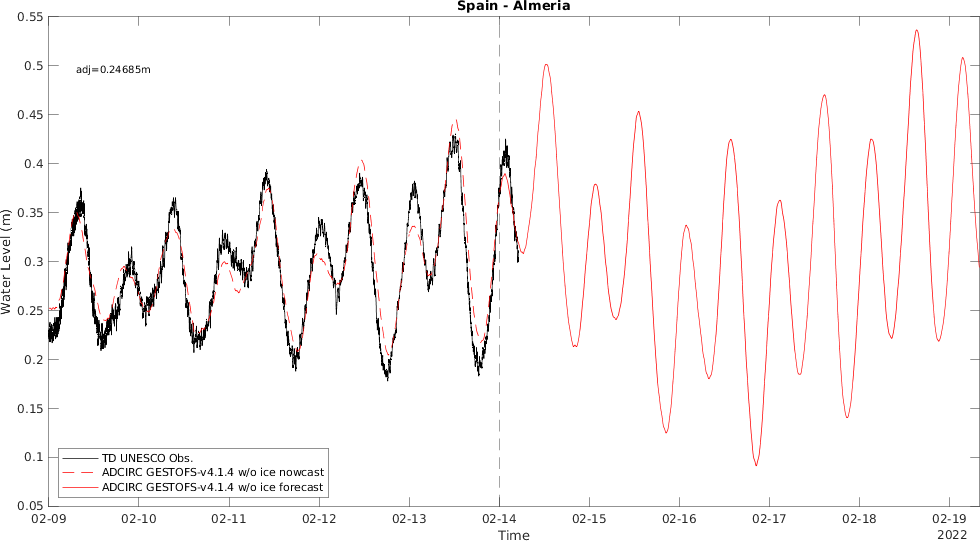 Spain - Almeria
adj=0.24685m
Water Level (m)
0.55
0.5
0.45
0.4
0.35
0.3
0.25
0.2
0.15
0.1
0.05
TD UNESCO Obs.
ADCIRC GESTOFS-v4.1.4 w/o ice nowcast
ADCIRC GESTOFS-v4.1.4 w/o ice forecast
02-09 02-10 02-11 02-12 02-13 02-14 02-15 02-16 02-17 02-18 02-19
Time
2022